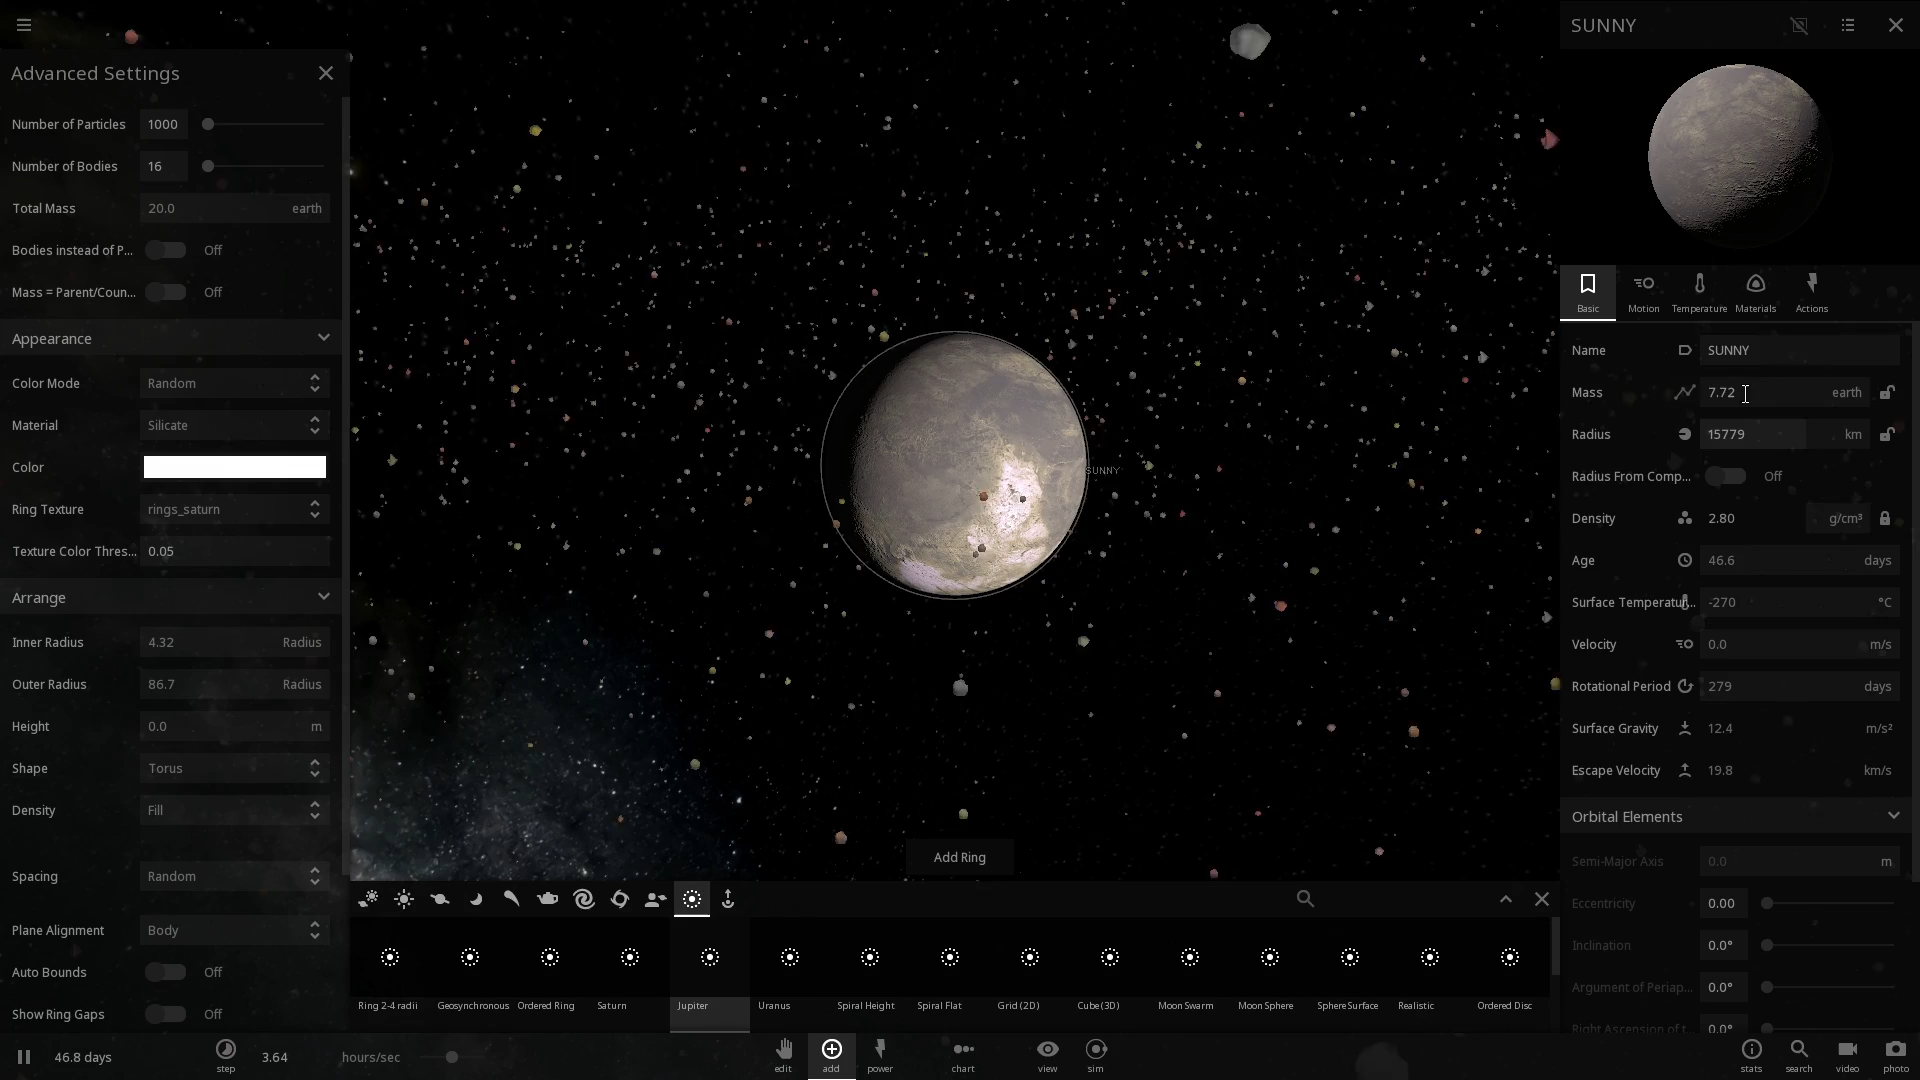 Advanced Settings
Number of Particles 1000
Number of Bodies 16
Total Mass 20.0 earth
Bodies instead of P... Off
Mass = Parent/Coun... Off
Appearance
Color Mode Random
Material Silicate
Color
Ring Texture rings_saturn
Texture Color Thres... 0.05
Arrange
Inner Radius 4.32 Radius
Outer Radius 86.7 Radius
Height 0.0 m
Shape Torus
Density Fill
Spacing Random
Plane Alignment Body
Auto Bounds Off
Show Ring Gaps Off
SUNNY
Add Ring
Ring 2-4 radii Geosynchronous Ordered Ring Saturn Jupiter Uranus Spiral Height Spiral Flat Grid (2D) Cube (3D) Moon Swarm Moon Sphere Sphere Surface Realistic Ordered Disc
SUNNY
Basic Motion Temperature Materials Actions
Name SUNNY
Mass 7.72 earth
Radius 15779 km
Radius From Comp... Off
Density 2.80 g/cm³
Age 46.6 days
Surface Temperatur... -270 °C
Velocity 0.0 m/s
Rotational Period 279 days
Surface Gravity 12.4 m/s²
Escape Velocity 19.8 km/s
Orbital Elements
Semi-Major Axis 0.0 m
Eccentricity 0.00
Inclination 0.0°
Argument of Periap... 0.0°
Right Ascension of t... 0.0°
46.8 days step 3.64 hours/sec edit add power chart view sim stats search video photo